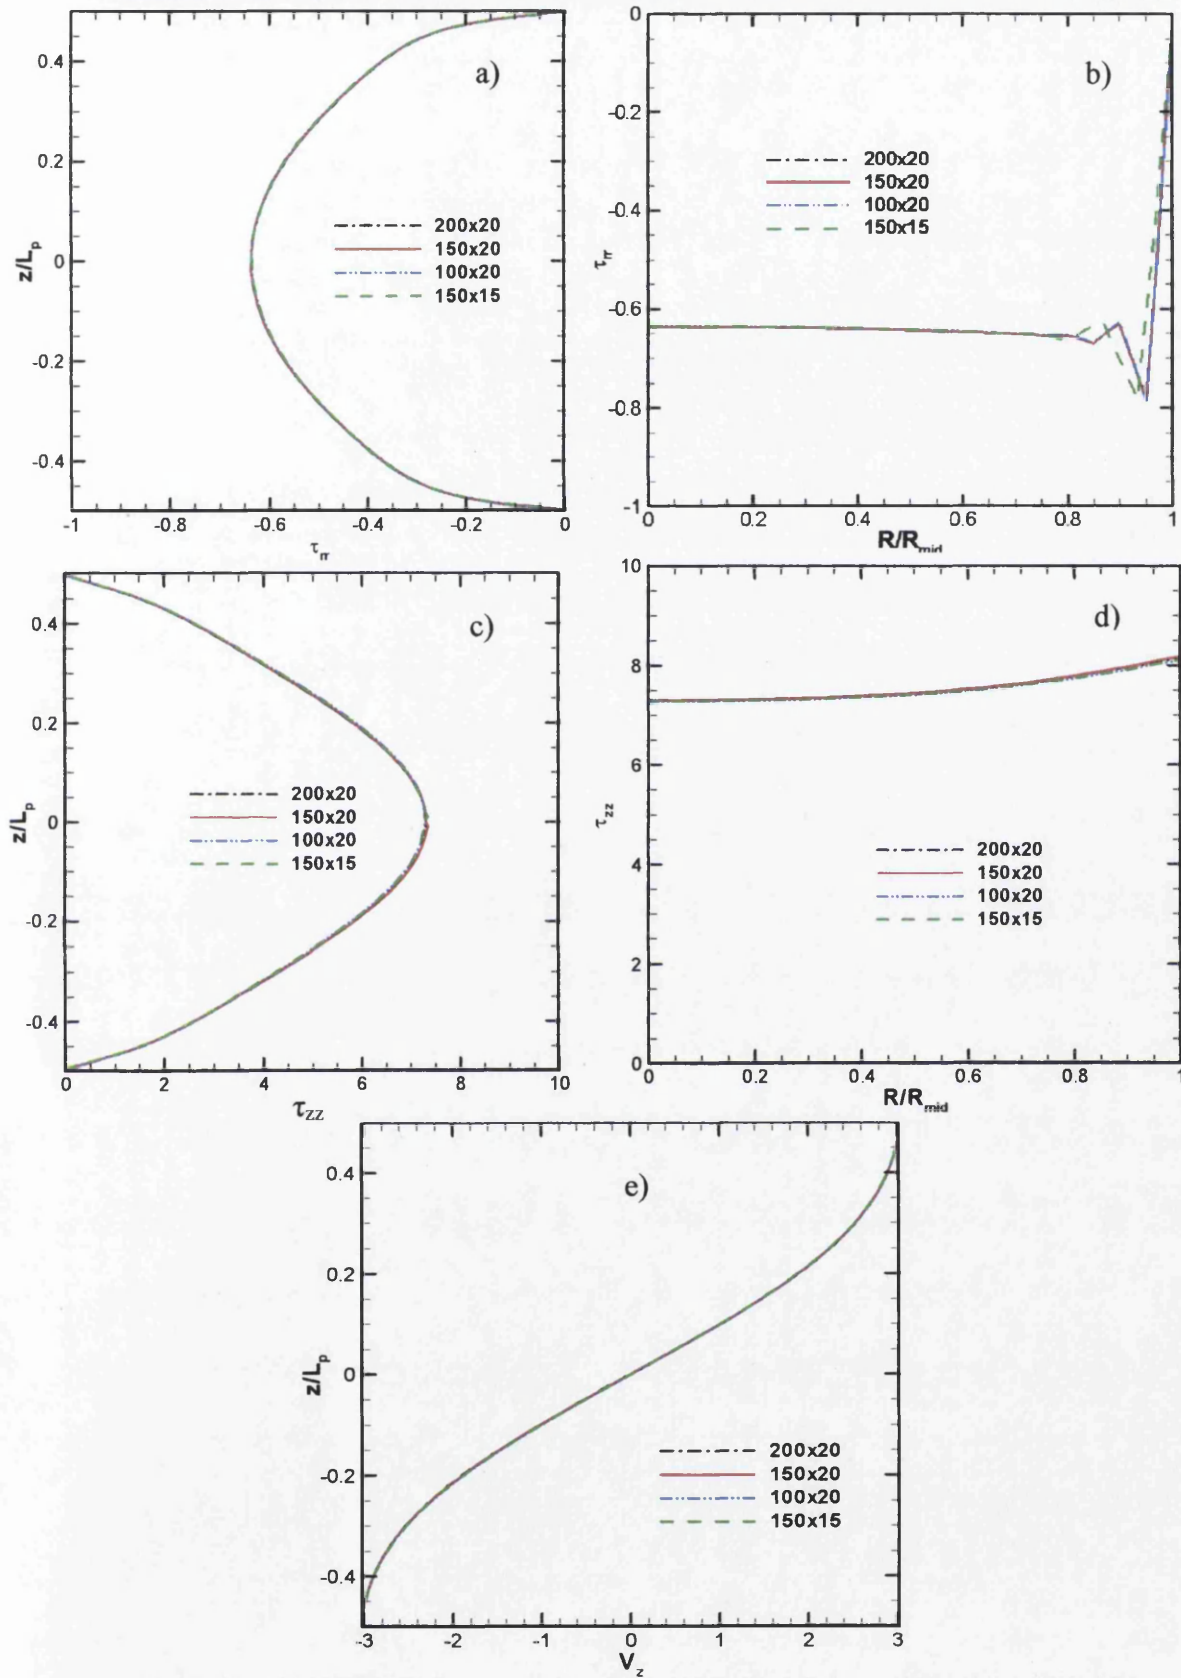 a)
0.4
0.2
0
-0.2
-0.4
z/Lp
200x20
150x20
100x20
150x15
-1
-0.8
-0.6
-0.4
-0.2
0
τrr
b)
0
-0.2
-0.4
-0.6
-0.8
-1
τrr
200x20
150x20
100x20
150x15
0
0.2
0.4
0.6
0.8
1
R/Rmid
c)
0.4
0.2
0
-0.2
-0.4
z/Lp
200x20
150x20
100x20
150x15
0
2
4
6
8
10
τzz
d)
10
8
6
4
2
0
τzz
200x20
150x20
100x20
150x15
0
0.2
0.4
0.6
0.8
1
R/Rmid
e)
0.4
0.2
0
-0.2
-0.4
z/Lp
200x20
150x20
100x20
150x15
-3
-2
-1
0
1
2
3
Vz